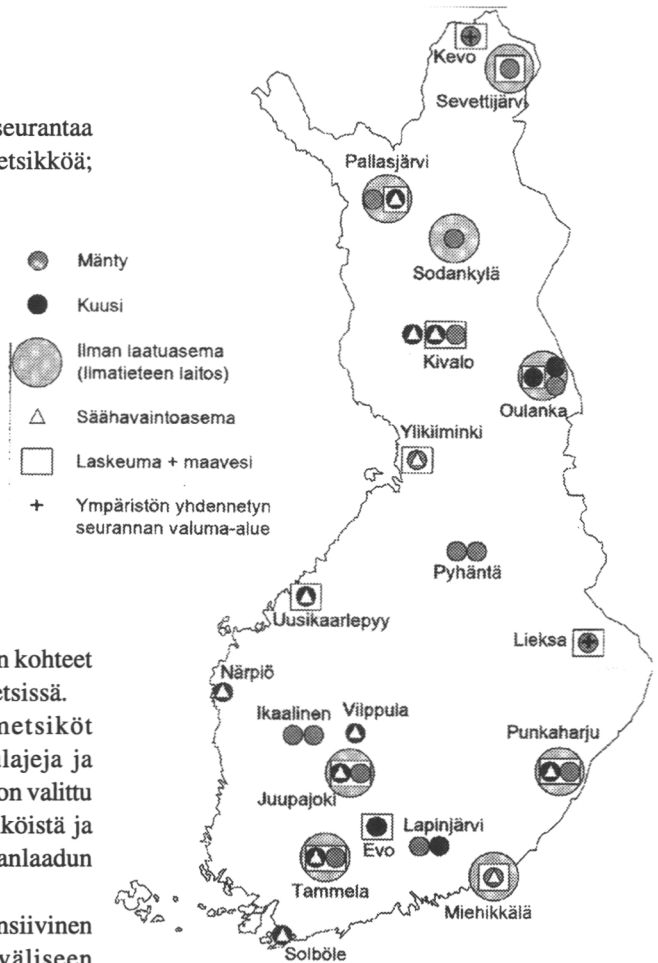 seurantaa
etsikköä;
Mänty
Kuusi
Ilman laatuasema
(Ilmatieteen laitos)
Säähavaintoasema
Laskeuma + maavesi
Ympäristön yhdennetyn
seurannan valuma-alue
n kohteet
etsissä.
metsiköt
lajeja ja
on valittu
köistä ja
anlaadun
nsiivinen
väliseen
Kevo
Sevettijärvi
Pallasjärvi
Sodankylä
Kivalo
Oulanka
Ylikiiminki
Pyhäntä
Uusikaarlepyy
Lieksa
Närpiö
Ikaalinen
Vilppula
Punkaharju
Juupajoki
Evo
Lapinjärvi
Tammela
Miehikkälä
Solböle